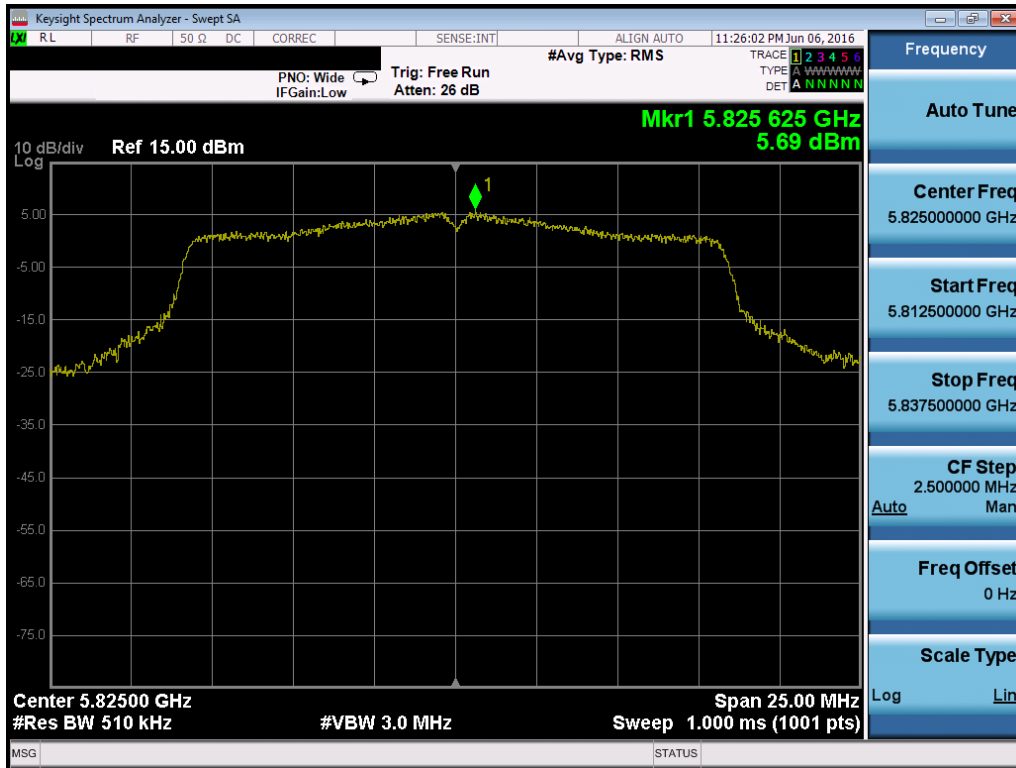 Keysight Spectrum Analyzer - Swept SA
LXI RL RF 50 Ω DC CORREC SENSE:INT ALIGN AUTO 11:26:02 PM Jun 06, 2016
#Avg Type: RMS
TRACE 1 2 3 4 5 6
PNO: Wide Trig: Free Run
TYPE A WWWWW
IFGain:Low Atten: 26 dB
DET A N N N N N
Mkr1 5.825 625 GHz
5.69 dBm
10 dB/div Ref 15.00 dBm
Log
1
5.00
-5.00
-15.0
-25.0
-35.0
-45.0
-55.0
-65.0
-75.0
Center 5.82500 GHz Span 25.00 MHz
#Res BW 510 kHz #VBW 3.0 MHz Sweep 1.000 ms (1001 pts)
MSG STATUS
Frequency
Auto Tune
Center Freq
5.825000000 GHz
Start Freq
5.812500000 GHz
Stop Freq
5.837500000 GHz
CF Step
2.500000 MHz
Auto Man
Freq Offset
0 Hz
Scale Type
Log Lin